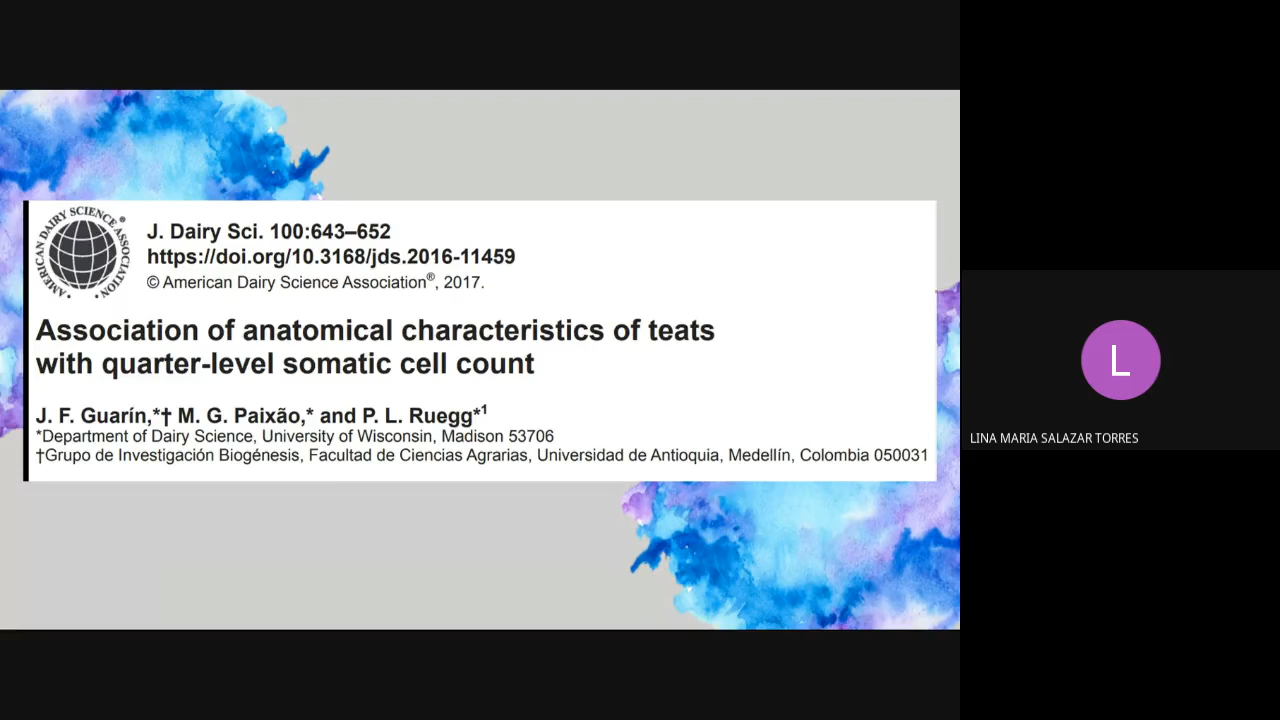 AMERICAN DAIRY SCIENCE ASSOCIATION®
J. Dairy Sci. 100:643–652
https://doi.org/10.3168/jds.2016-11459
© American Dairy Science Association®, 2017.
Association of anatomical characteristics of teats
with quarter-level somatic cell count
J. F. Guarín,*† M. G. Paixão,* and P. L. Ruegg*1
*Department of Dairy Science, University of Wisconsin, Madison 53706
†Grupo de Investigación Biogénesis, Facultad de Ciencias Agrarias, Universidad de Antioquia, Medellín, Colombia 050031
L
LINA MARIA SALAZAR TORRES